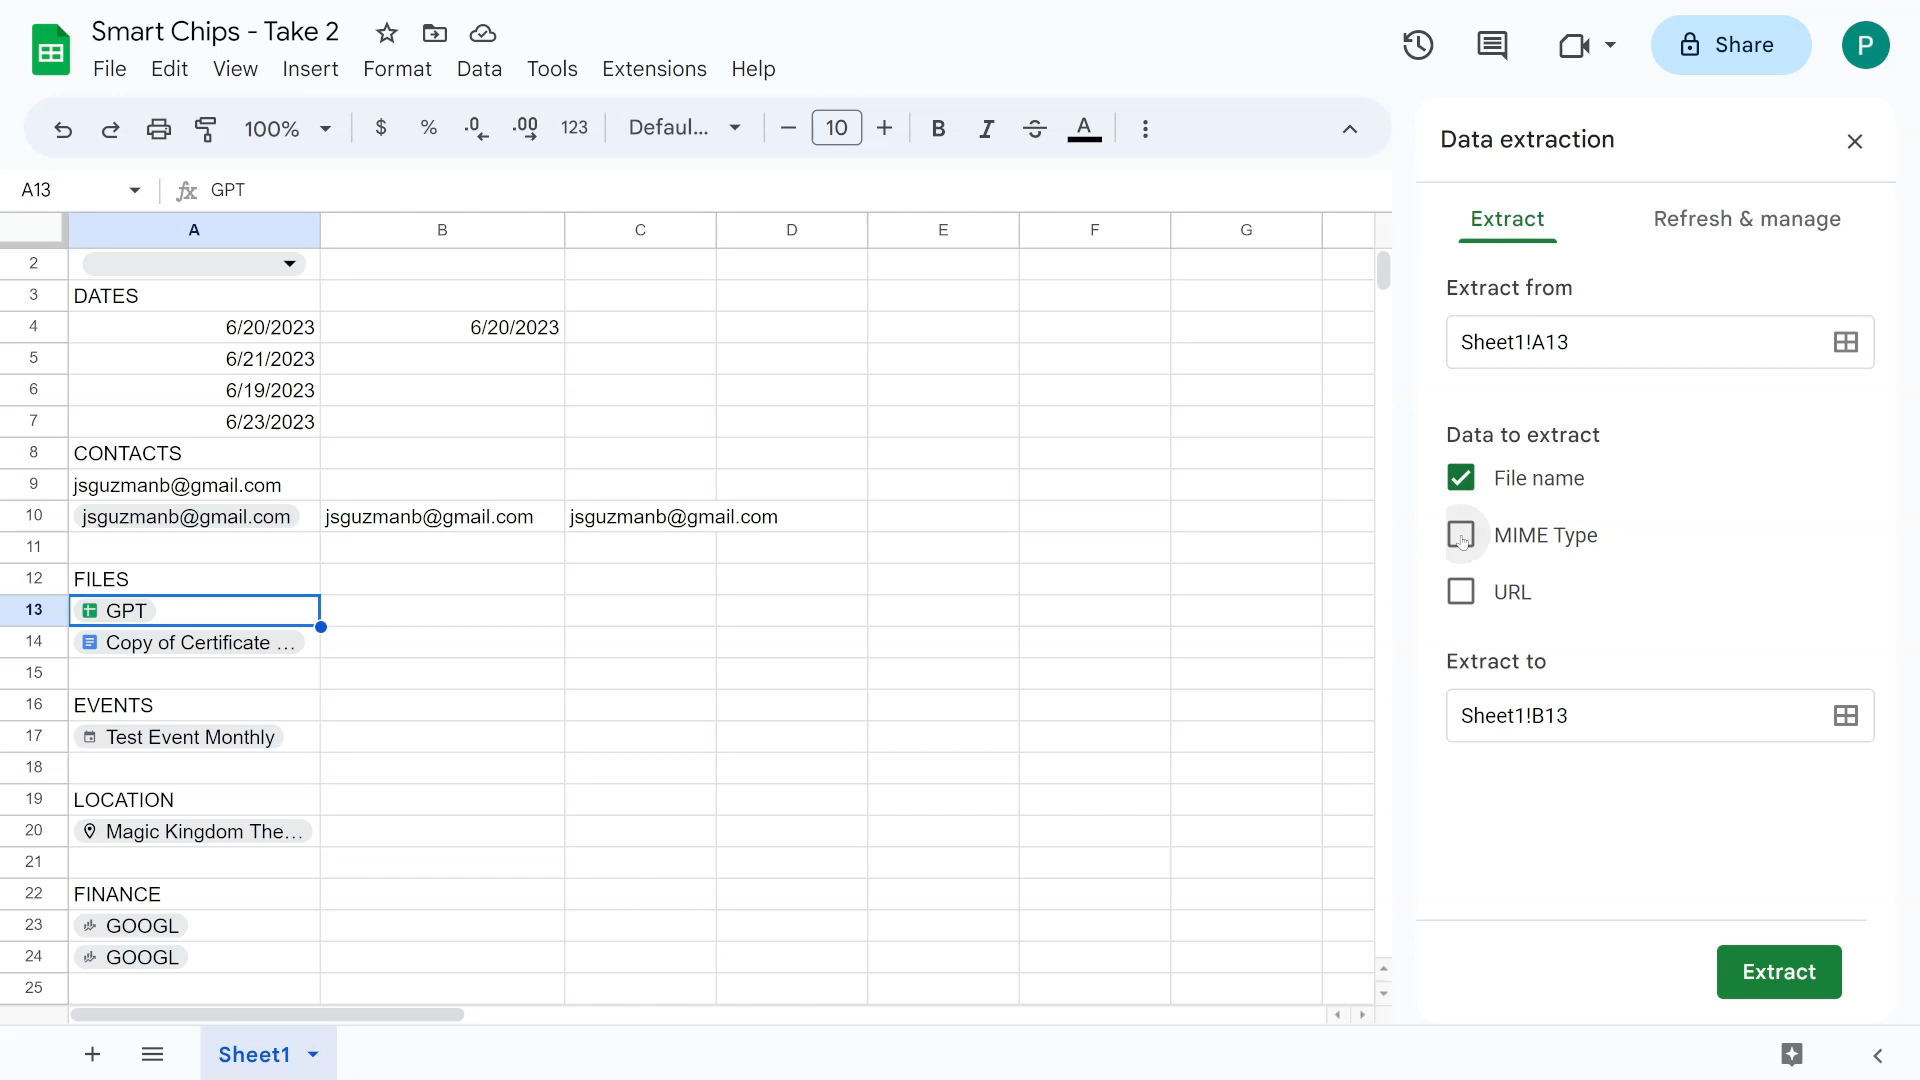 Smart Chips - Take 2
File Edit View Insert Format Data Tools Extensions Help
Share
P
100% $ % .0 .00 123 Defaul... 10 B I S A
A13 GPT
A B C D E F G
2
3 DATES
4 6/20/2023 6/20/2023
5 6/21/2023
6 6/19/2023
7 6/23/2023
8 CONTACTS
9 jsguzmanb@gmail.com
10 jsguzmanb@gmail.com jsguzmanb@gmail.com jsguzmanb@gmail.com
11
12 FILES
13 GPT
14 Copy of Certificate ...
15
16 EVENTS
17 Test Event Monthly
18
19 LOCATION
20 Magic Kingdom The...
21
22 FINANCE
23 GOOGL
24 GOOGL
25
Sheet1
Data extraction
Extract Refresh & manage
Extract from
Sheet1!A13
Data to extract
File name
MIME Type
URL
Extract to
Sheet1!B13
Extract